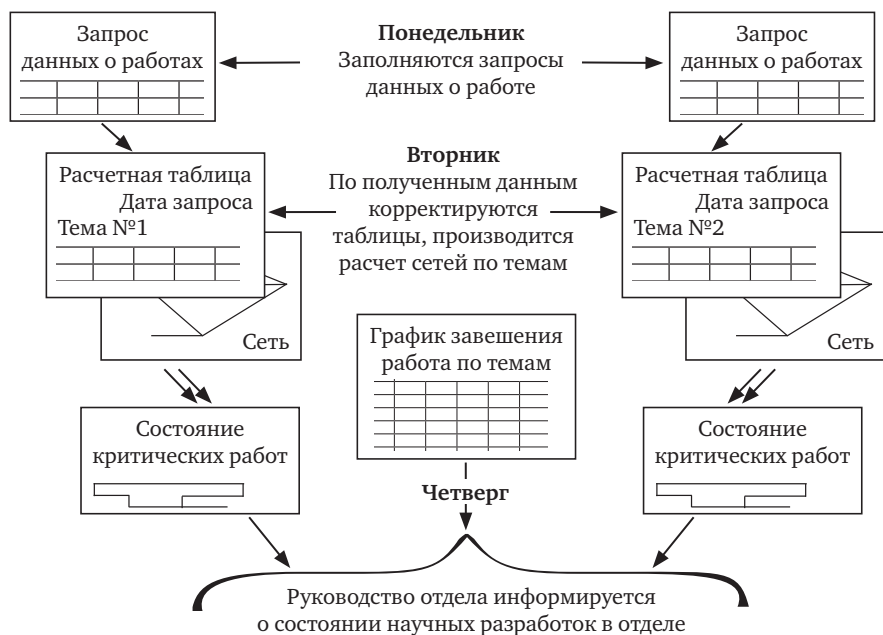 Запрос
данных о работах
Понедельник
Заполняются запросы
данных о работе
Запрос
данных о работах
Расчетная таблица
Дата запроса
Тема №1
Сеть
Вторник
По полученным данным
корректируются
таблицы, производится
расчет сетей по темам
Расчетная таблица
Дата запроса
Тема №2
Сеть
График завешения
работа по темам
Состояние
критических работ
Четверг
Состояние
критических работ
Руководство отдела информируется
о состоянии научных разработок в отделе